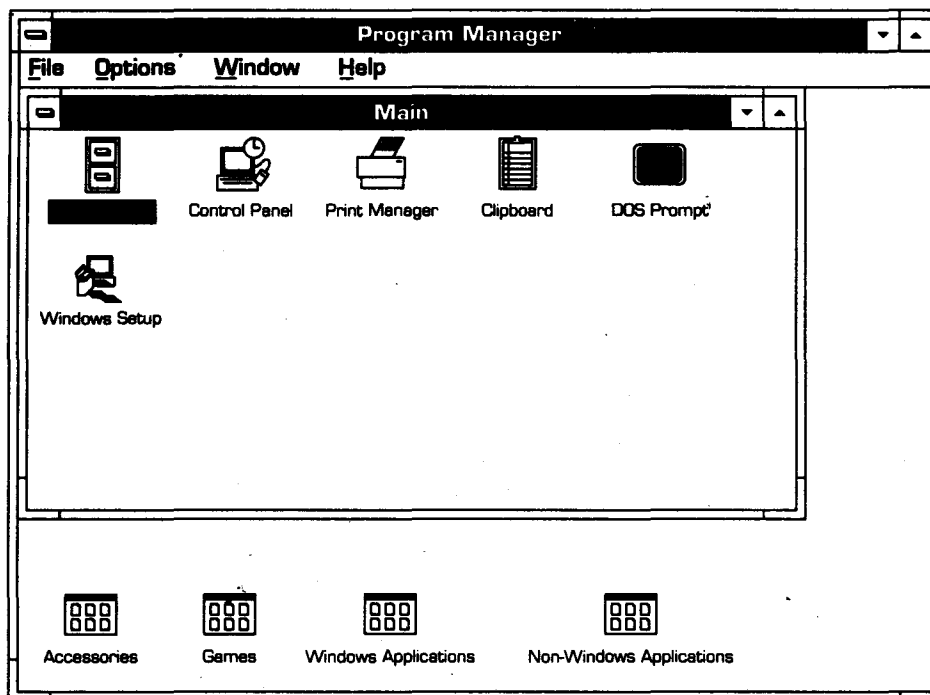 Program Manager
File Options Window Help
Main
Control Panel Print Manager Clipboard DOS Prompt
Windows Setup
Accessories Games Windows Applications Non-Windows Applications